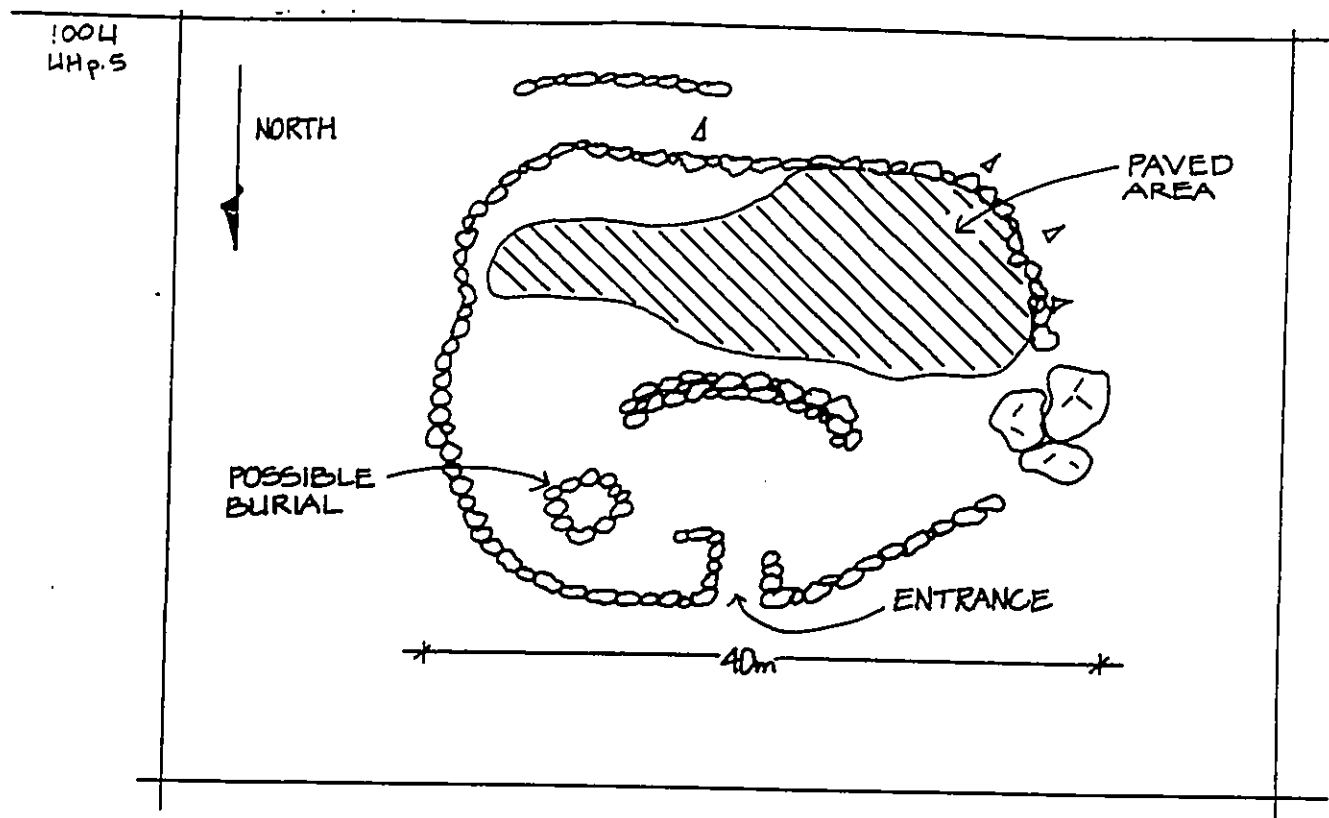 1004
4Hp.5
NORTH
PAVED
AREA
POSSIBLE
BURIAL
ENTRANCE
40m